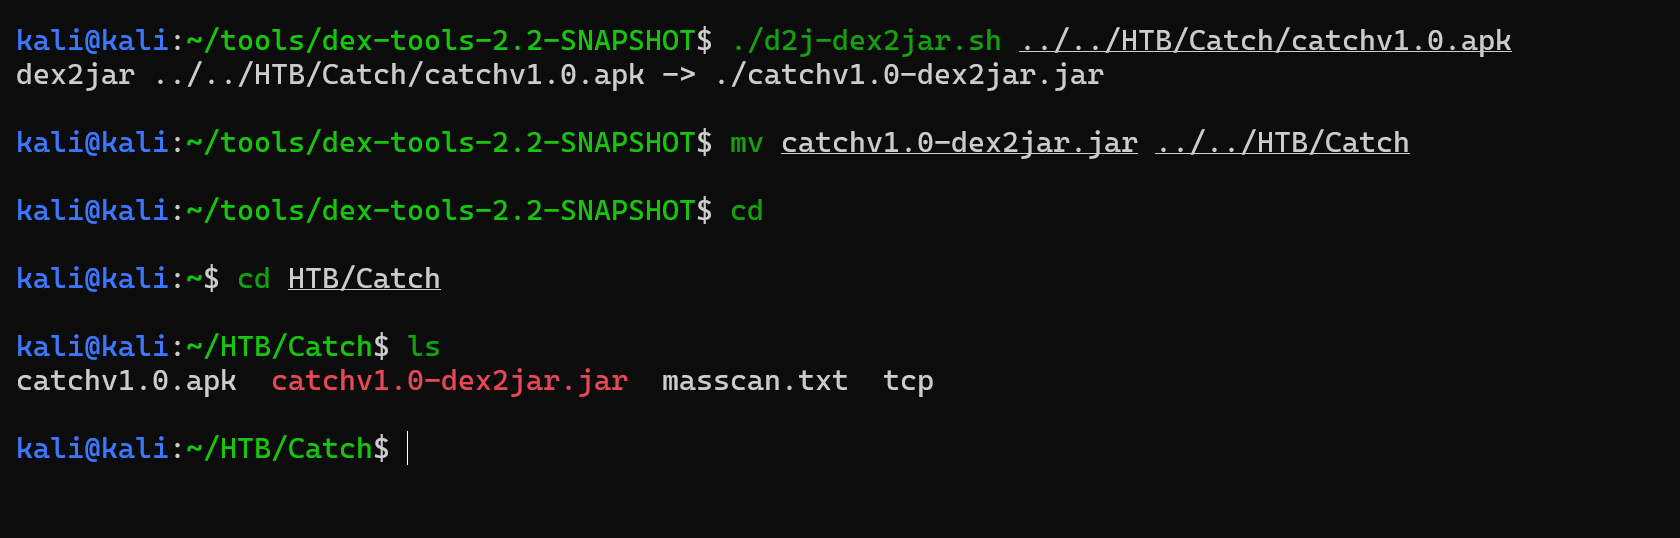 kali@kali:~/tools/dex-tools-2.2-SNAPSHOT$ ./d2j-dex2jar.sh ../../HTB/Catch/catchv1.0.apk
dex2jar ../../HTB/Catch/catchv1.0.apk -> ./catchv1.0-dex2jar.jar
kali@kali:~/tools/dex-tools-2.2-SNAPSHOT$ mv catchv1.0-dex2jar.jar ../../HTB/Catch
kali@kali:~/tools/dex-tools-2.2-SNAPSHOT$ cd
kali@kali:~$ cd HTB/Catch
kali@kali:~/HTB/Catch$ ls
catchv1.0.apk  catchv1.0-dex2jar.jar  masscan.txt  tcp
kali@kali:~/HTB/Catch$